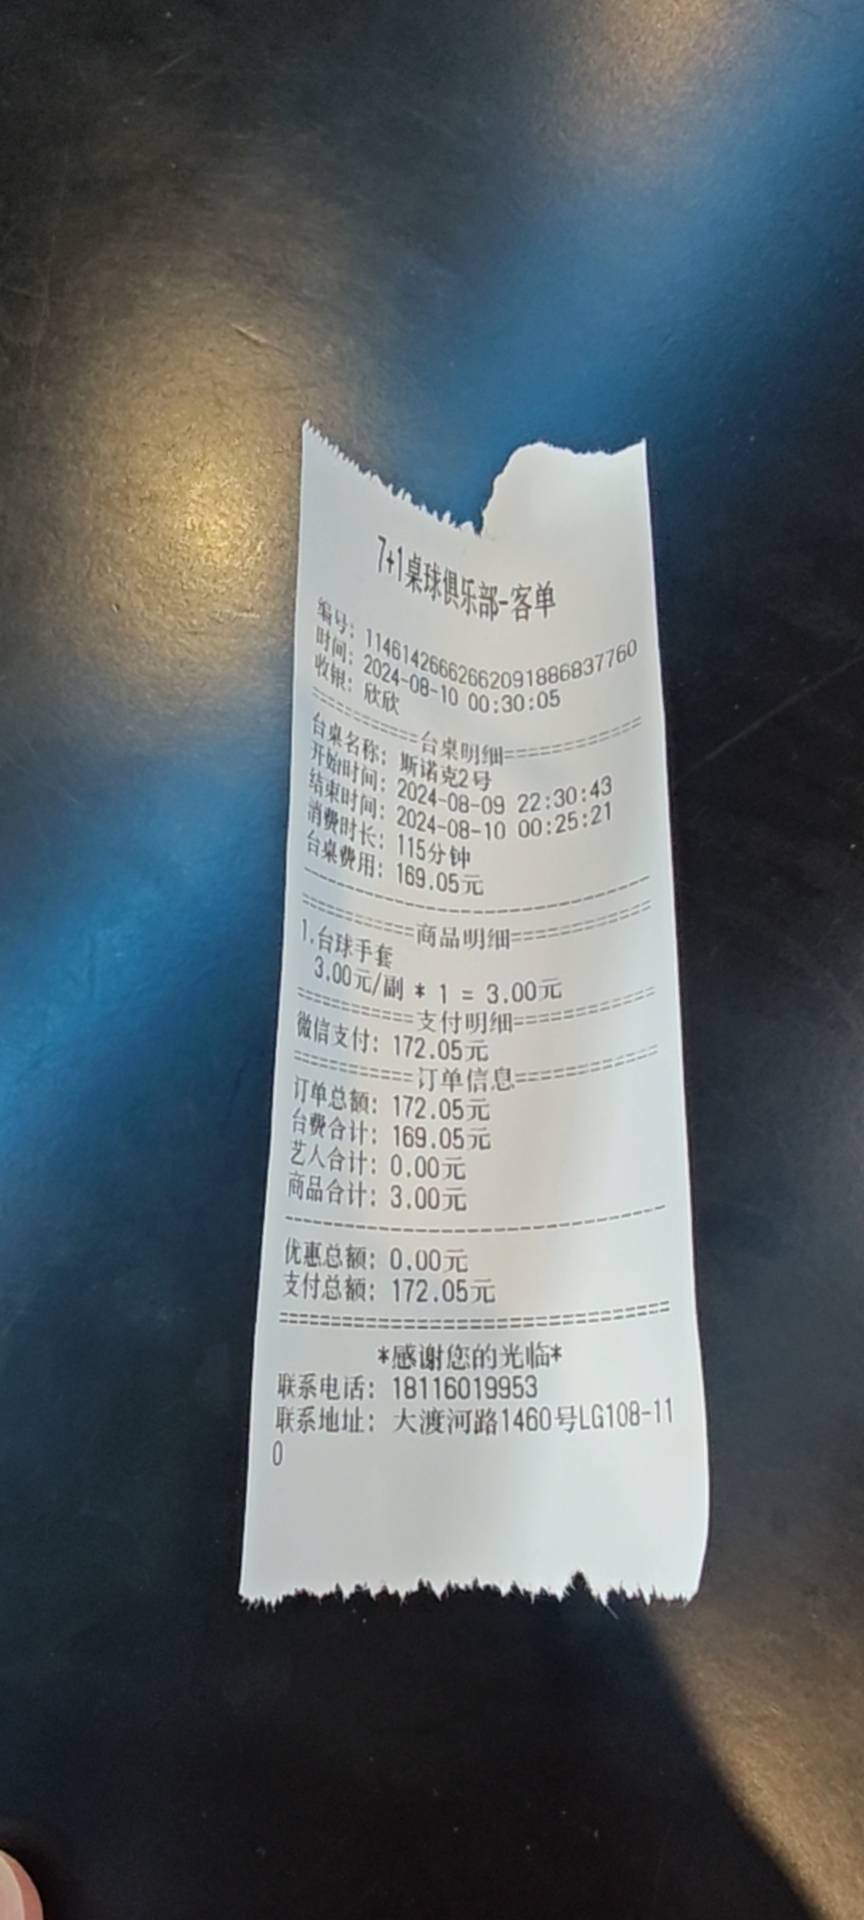 7+1桌球俱乐部-客单
编号: 1146142666266209188683​7760
时间: 2024-08-10 00:30:05
收银: 欣欣
==========台桌明细==========
台桌名称: 斯诺克2号
开始时间: 2024-08-09 22:30:43
结束时间: 2024-08-10 00:25:21
消费时长: 115分钟
台桌费用: 169.05元
--------------------------------
==========商品明细==========
1.台球手套
3.00元/副 * 1 = 3.00元
==========支付明细==========
微信支付: 172.05元
==========订单信息==========
订单总额: 172.05元
台费合计: 169.05元
艺人合计: 0.00元
商品合计: 3.00元
--------------------------------
优惠总额: 0.00元
支付总额: 172.05元
================================
*感谢您的光临*
联系电话: 18116019953
联系地址: 大渡河路1460号LG108-11
0